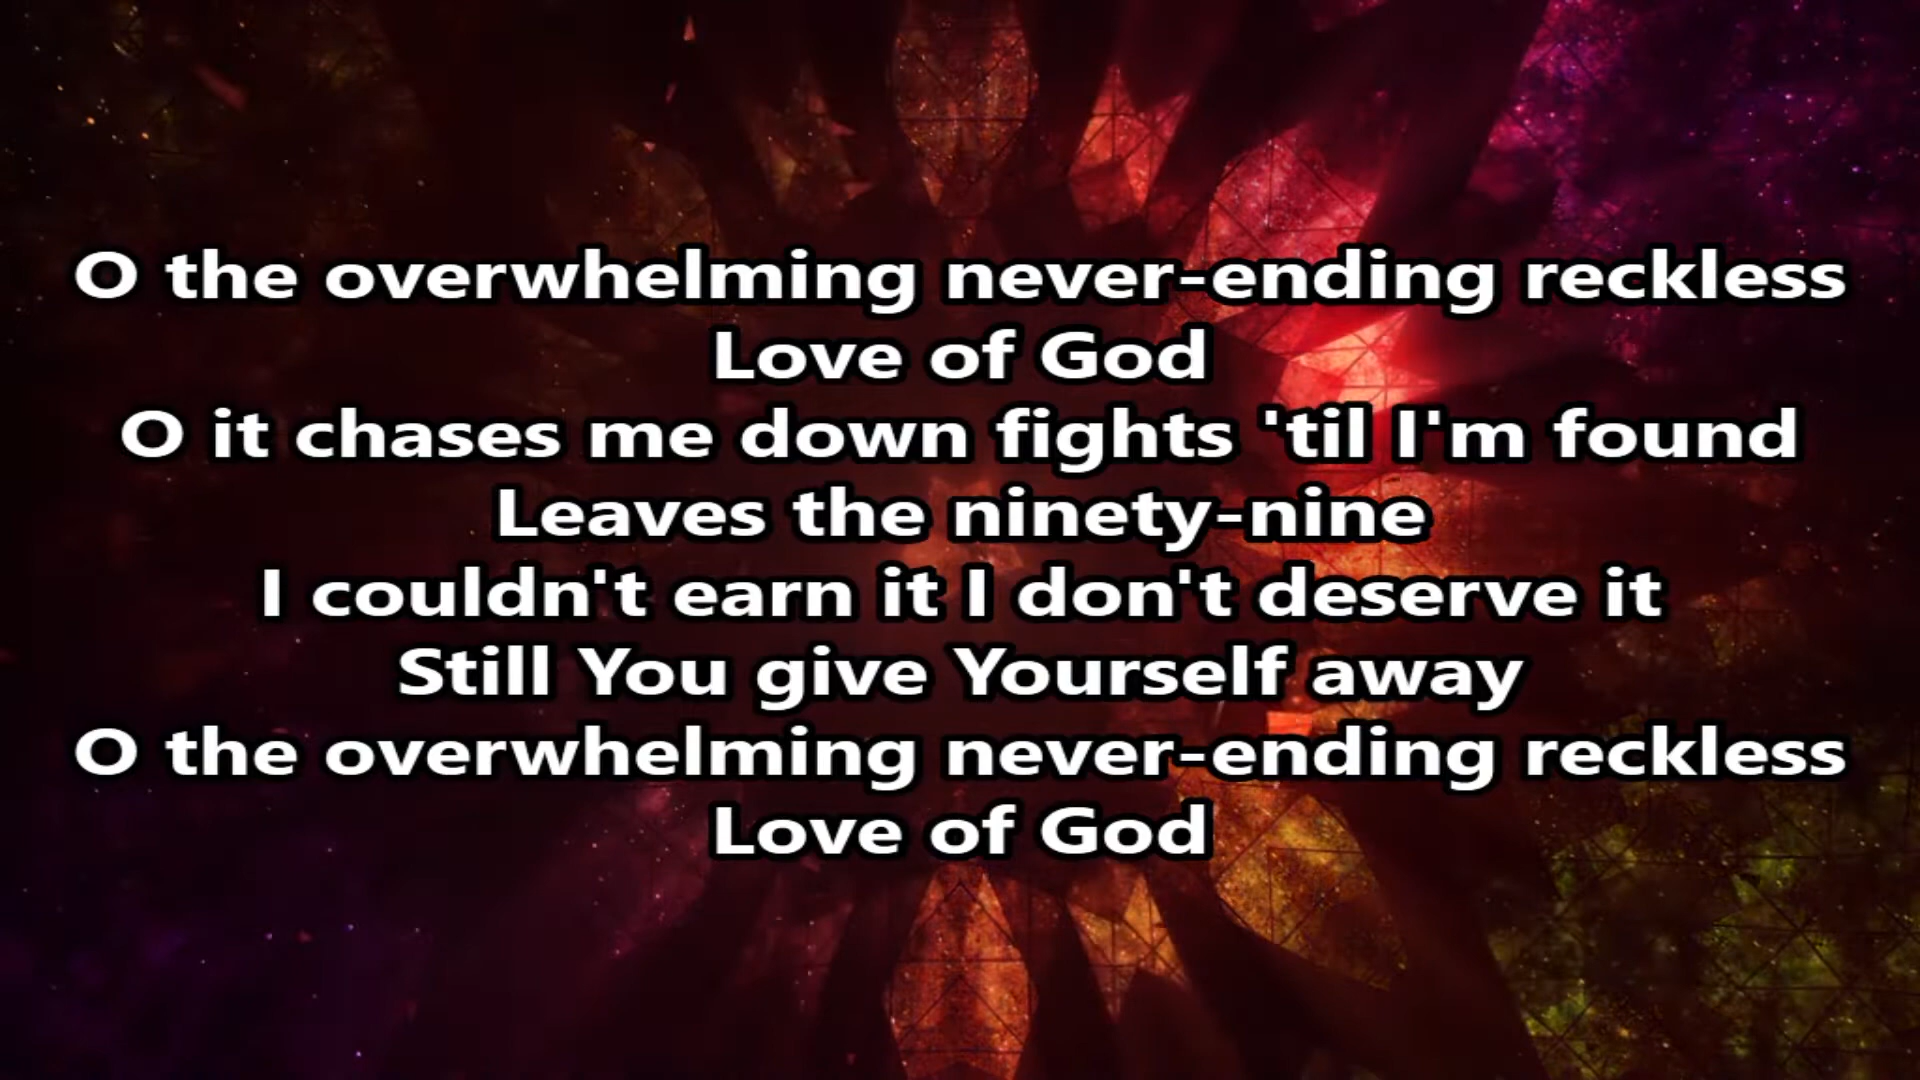 O the overwhelming never-ending reckless
Love of God
O it chases me down fights 'til I'm found
Leaves the ninety-nine
I couldn't earn it I don't deserve it
Still You give Yourself away
O the overwhelming never-ending reckless
Love of God